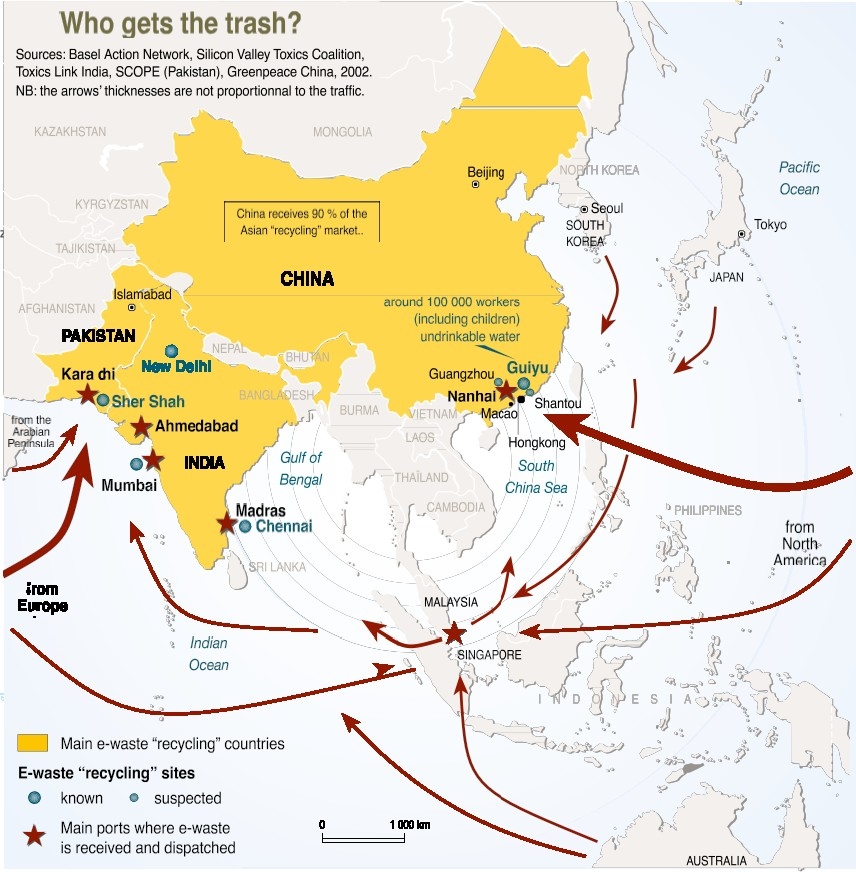 Who gets the trash?
Sources: Basel Action Network, Silicon Valley Toxics Coalition,
Toxics Link India, SCOPE (Pakistan), Greenpeace China, 2002.
NB: the arrows' thicknesses are not proportionnal to the traffic.
KAZAKHSTAN
MONGOLIA
KYRGYZSTAN
TAJIKISTAN
AFGHANISTAN
Beijing
NORTH KOREA
Seoul
SOUTH
KOREA
Pacific
Ocean
Tokyo
JAPAN
China receives 90 % of the
Asian "recycling" market..
CHINA
around 100 000 workers
(including children)
undrinkable water
Islamabad
PAKISTAN
NEPAL
BHUTAN
New Delhi
Guangzhou
Guiyu
Kara chi
Sher Shah
BANGLADESH
Nanhai
Shantou
Macao
Hongkong
from the
Arabian
Peninsula
Ahmedabad
BURMA
VIETNAM
LAOS
INDIA
Mumbai
Gulf of
Bengal
THAÏLAND
South
China Sea
CAMBODIA
Madras
Chennai
PHILIPPINES
from
North
America
SRI LANKA
from
Europe
MALAYSIA
SINGAPORE
Indian
Ocean
INDONESIA
Main e-waste "recycling" countries
E-waste "recycling" sites
known
suspected
Main ports where e-waste
is received and dispatched
0
1 000 km
AUSTRALIA